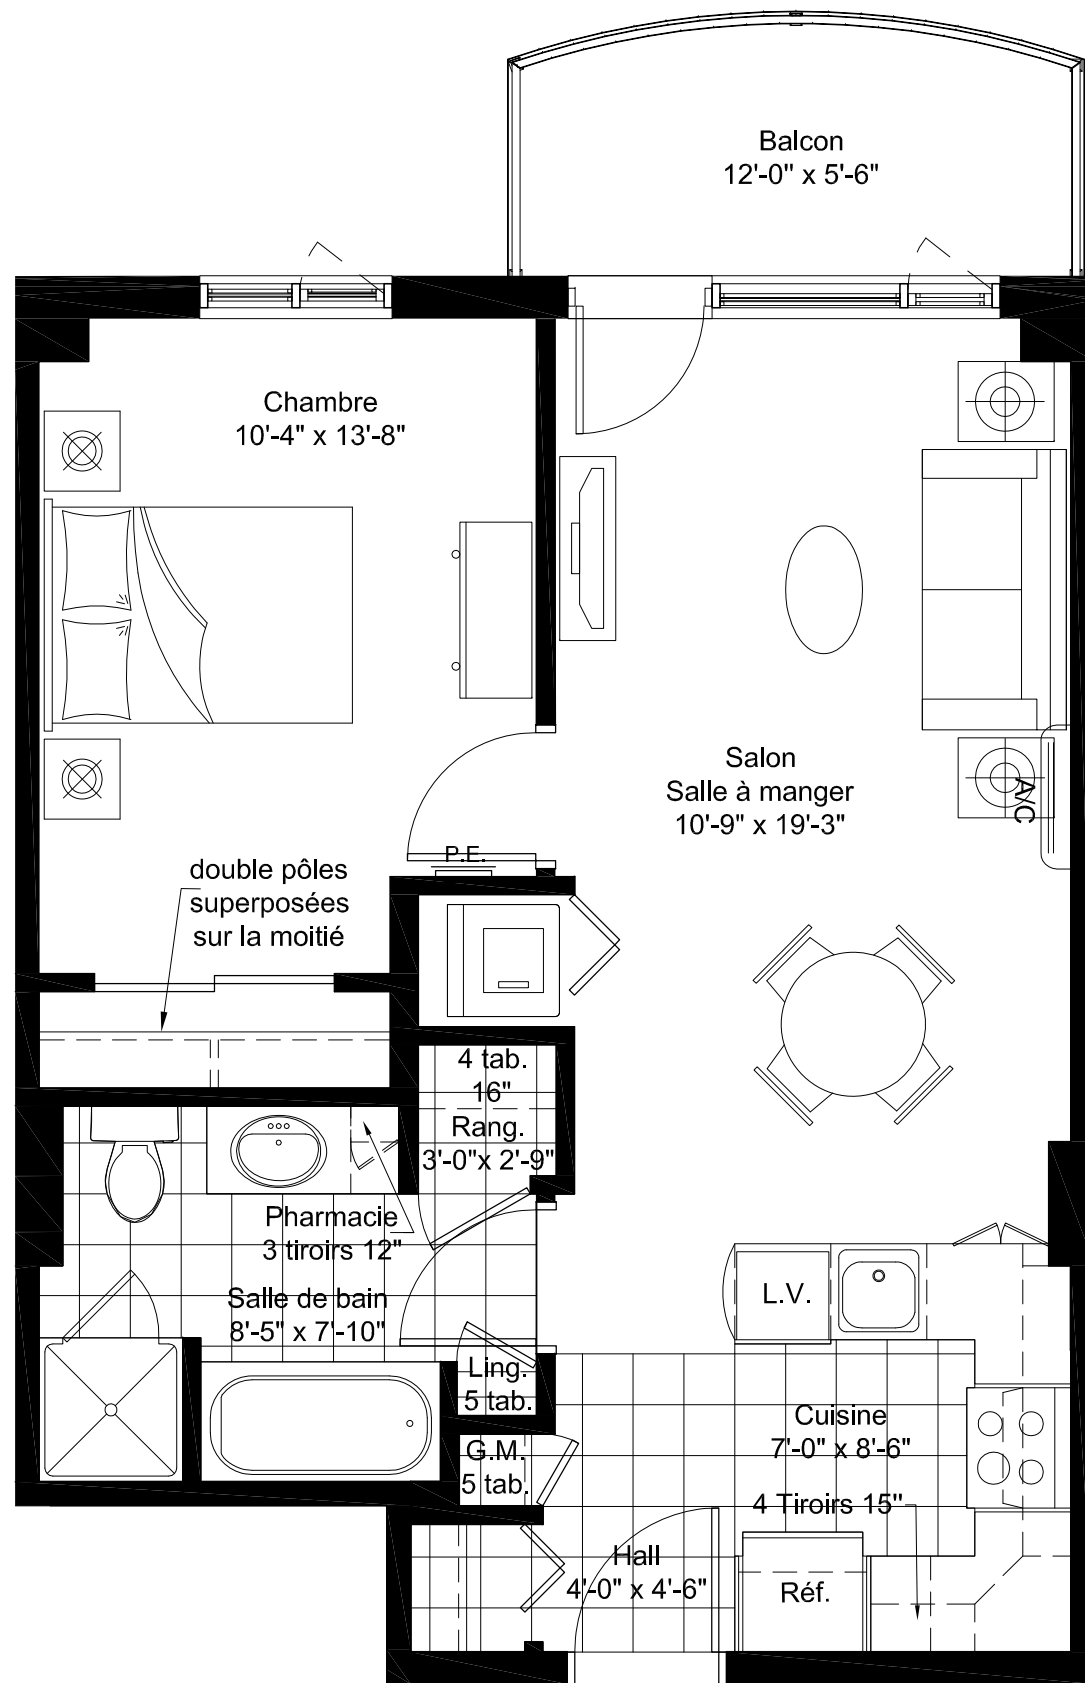 Balcon
12'-0" x 5'-6"
Chambre
10'-4" x 13'-8"
Salon
Salle à manger
10'-9" x 19'-3"
A/C
P.E.
double pôles
superposées
sur la moitié
4 tab.
16"
Rang.
3'-0"x 2'-9"
Pharmacie
3 tiroirs 12"
Salle de bain
8'-5" x 7'-10"
L.V.
Ling.
5 tab.
Cuisine
7'-0" x 8'-6"
G.M.
5 tab.
4 Tiroirs 15"
Hall
4'-0" x 4'-6"
Réf.